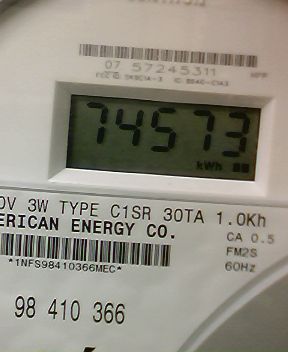 07 57245311
74573
kWh
0V 3W TYPE C1SR 30TA 1.0Kh
ERICAN ENERGY CO.
CA 0.5
FM2S
60Hz
*1NFS98410366MEC*
98 410 366